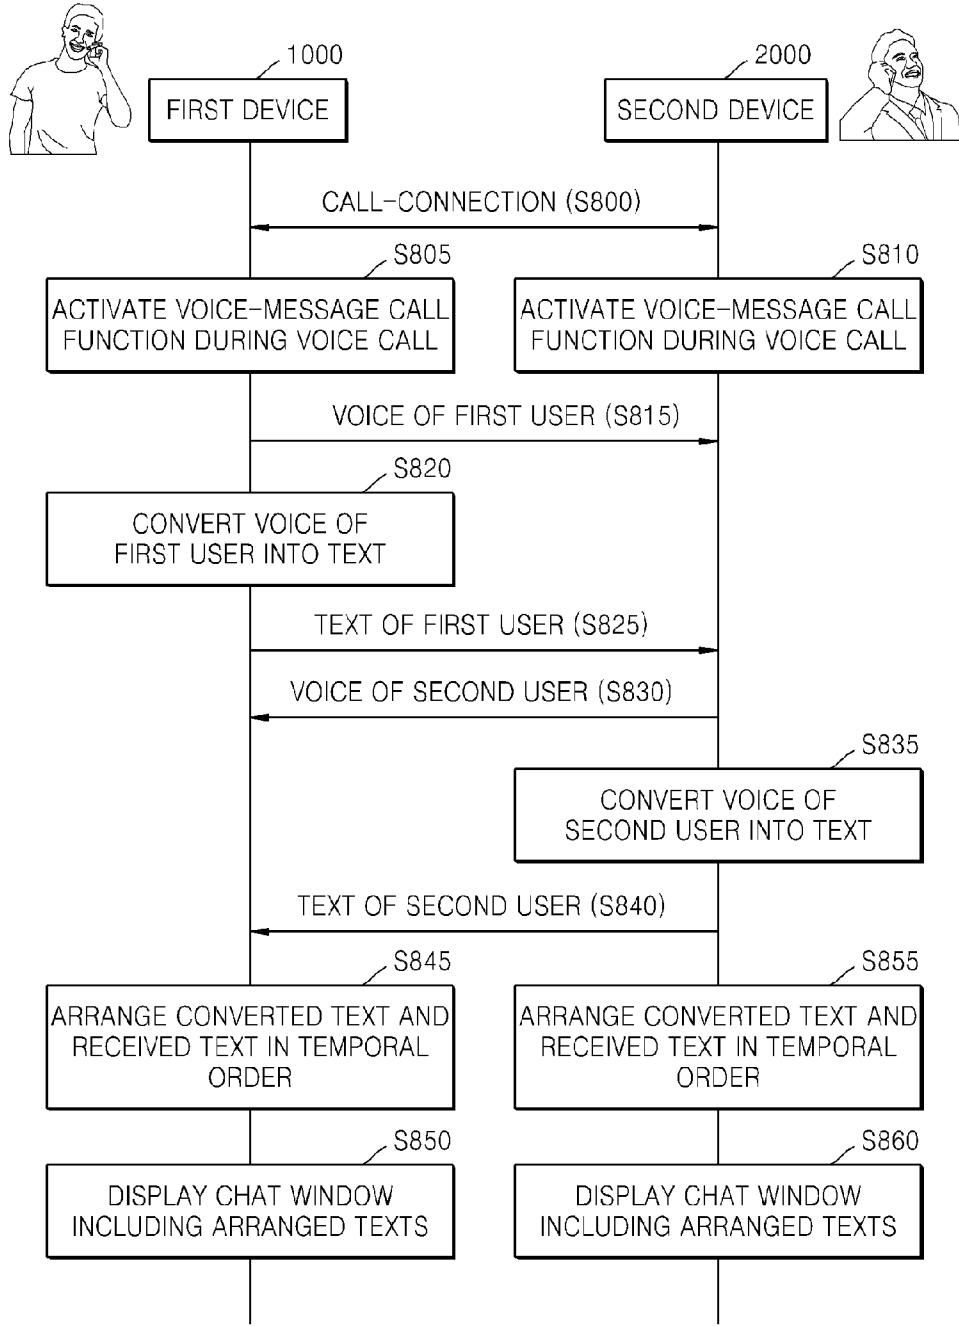 1000
2000
FIRST DEVICE
SECOND DEVICE
CALL-CONNECTION (S800)
S805
S810
ACTIVATE VOICE-MESSAGE CALL
FUNCTION DURING VOICE CALL
ACTIVATE VOICE-MESSAGE CALL
FUNCTION DURING VOICE CALL
VOICE OF FIRST USER (S815)
S820
CONVERT VOICE OF
FIRST USER INTO TEXT
TEXT OF FIRST USER (S825)
VOICE OF SECOND USER (S830)
S835
CONVERT VOICE OF
SECOND USER INTO TEXT
TEXT OF SECOND USER (S840)
S845
S855
ARRANGE CONVERTED TEXT AND
RECEIVED TEXT IN TEMPORAL
ORDER
ARRANGE CONVERTED TEXT AND
RECEIVED TEXT IN TEMPORAL
ORDER
S850
S860
DISPLAY CHAT WINDOW
INCLUDING ARRANGED TEXTS
DISPLAY CHAT WINDOW
INCLUDING ARRANGED TEXTS